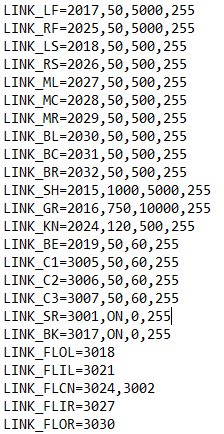 LINK_LF=2017,50,5000,255
LINK_RF=2025,50,5000,255
LINK_LS=2018,50,500,255
LINK_RS=2026,50,500,255
LINK_ML=2027,50,500,255
LINK_MC=2028,50,500,255
LINK_MR=2029,50,500,255
LINK_BL=2030,50,500,255
LINK_BC=2031,50,500,255
LINK_BR=2032,50,500,255
LINK_SH=2015,1000,5000,255
LINK_GR=2016,750,10000,255
LINK_KN=2024,120,500,255
LINK_BE=2019,50,60,255
LINK_C1=3005,50,60,255
LINK_C2=3006,50,60,255
LINK_C3=3007,50,60,255
LINK_SR=3001,ON,0,255
LINK_BK=3017,ON,0,255
LINK_FLOL=3018
LINK_FLIL=3021
LINK_FLCN=3024,3002
LINK_FLIR=3027
LINK_FLOR=3030